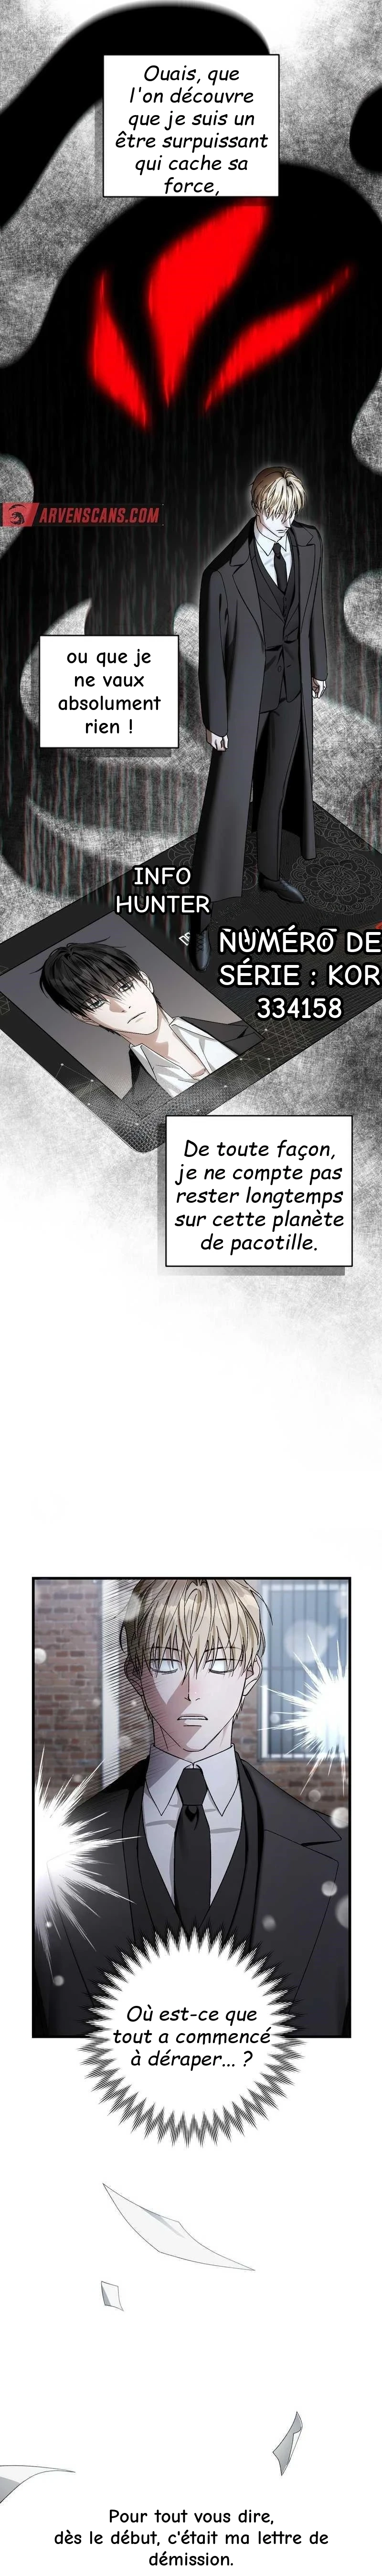 Ouais, que
l'on découvre
que je suis un
être surpuissant
qui cache sa
force,
ARVENSCANS.COM
ou que je
ne vaux
absolument
rien !
INFO
HUNTER
NUMÉRO DE
SÉRIE : KOR
334158
De toute façon,
je ne compte pas
rester longtemps
sur cette planète
de pacotille.
Où est-ce que
tout a commencé
à déraper... ?
Pour tout vous dire,
dès le début, c'était ma lettre de
démission.